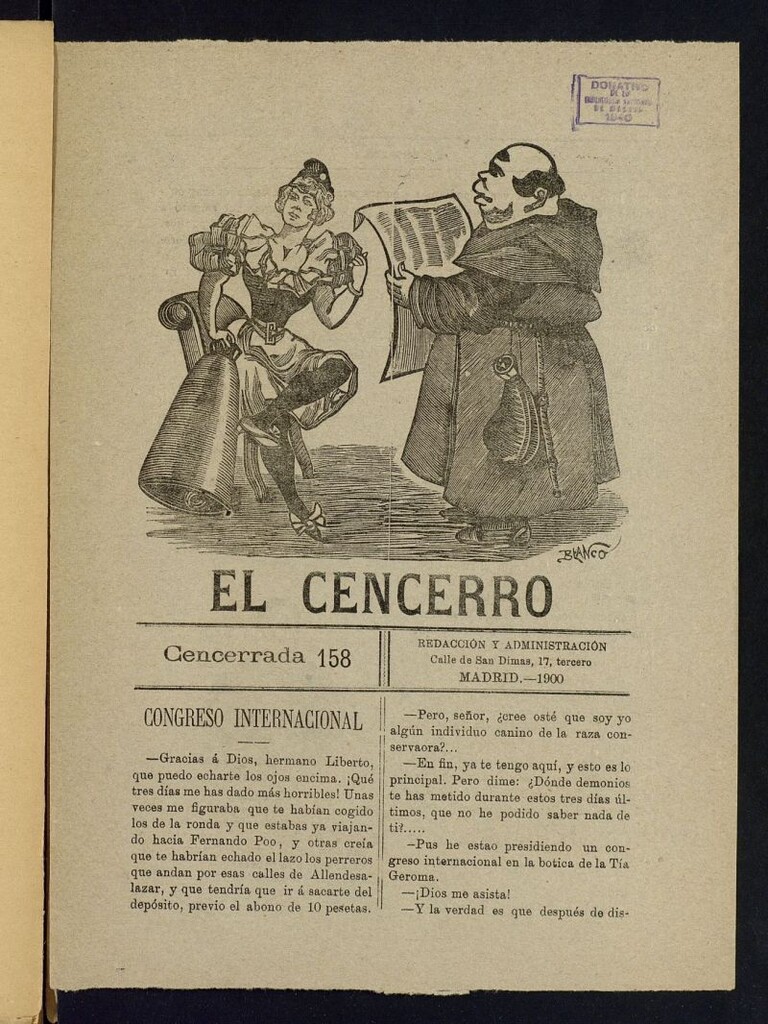 DONATIVO
1940
BLANCO
EL CENCERRO
Cencerrada 158
REDACCIÓN Y ADMINISTRACIÓN
Calle de San Dimas, 17, tercero
MADRID.—1900
CONGRESO INTERNACIONAL
—Gracias á Dios, hermano Liberto,
que puedo echarte los ojos encima. ¡Qué
tres días me has dado más horribles! Unas
veces me figuraba que te habían cogido
los de la ronda y que estabas ya viajan-
do hacia Fernando Poo, y otras creía
que te habrían echado el lazo los perreros
que andan por esas calles de Allendesa-
lazar, y que tendría que ir á sacarte del
depósito, previo el abono de 10 pesetas.
—Pero, señor, ¿cree osté que soy yo
algún individuo canino de la raza con-
servaora?...
—En fin, ya te tengo aquí, y esto es lo
principal. Pero dime: ¿Dónde demonios
te has metido durante estos tres días úl-
timos, que no he podido saber nada de
ti?.....
—Pus he estao presidiendo un con-
greso internacional en la botica de la Tía
Geroma.
—¡Dios me asista!
—Y la verdad es que después de dis-